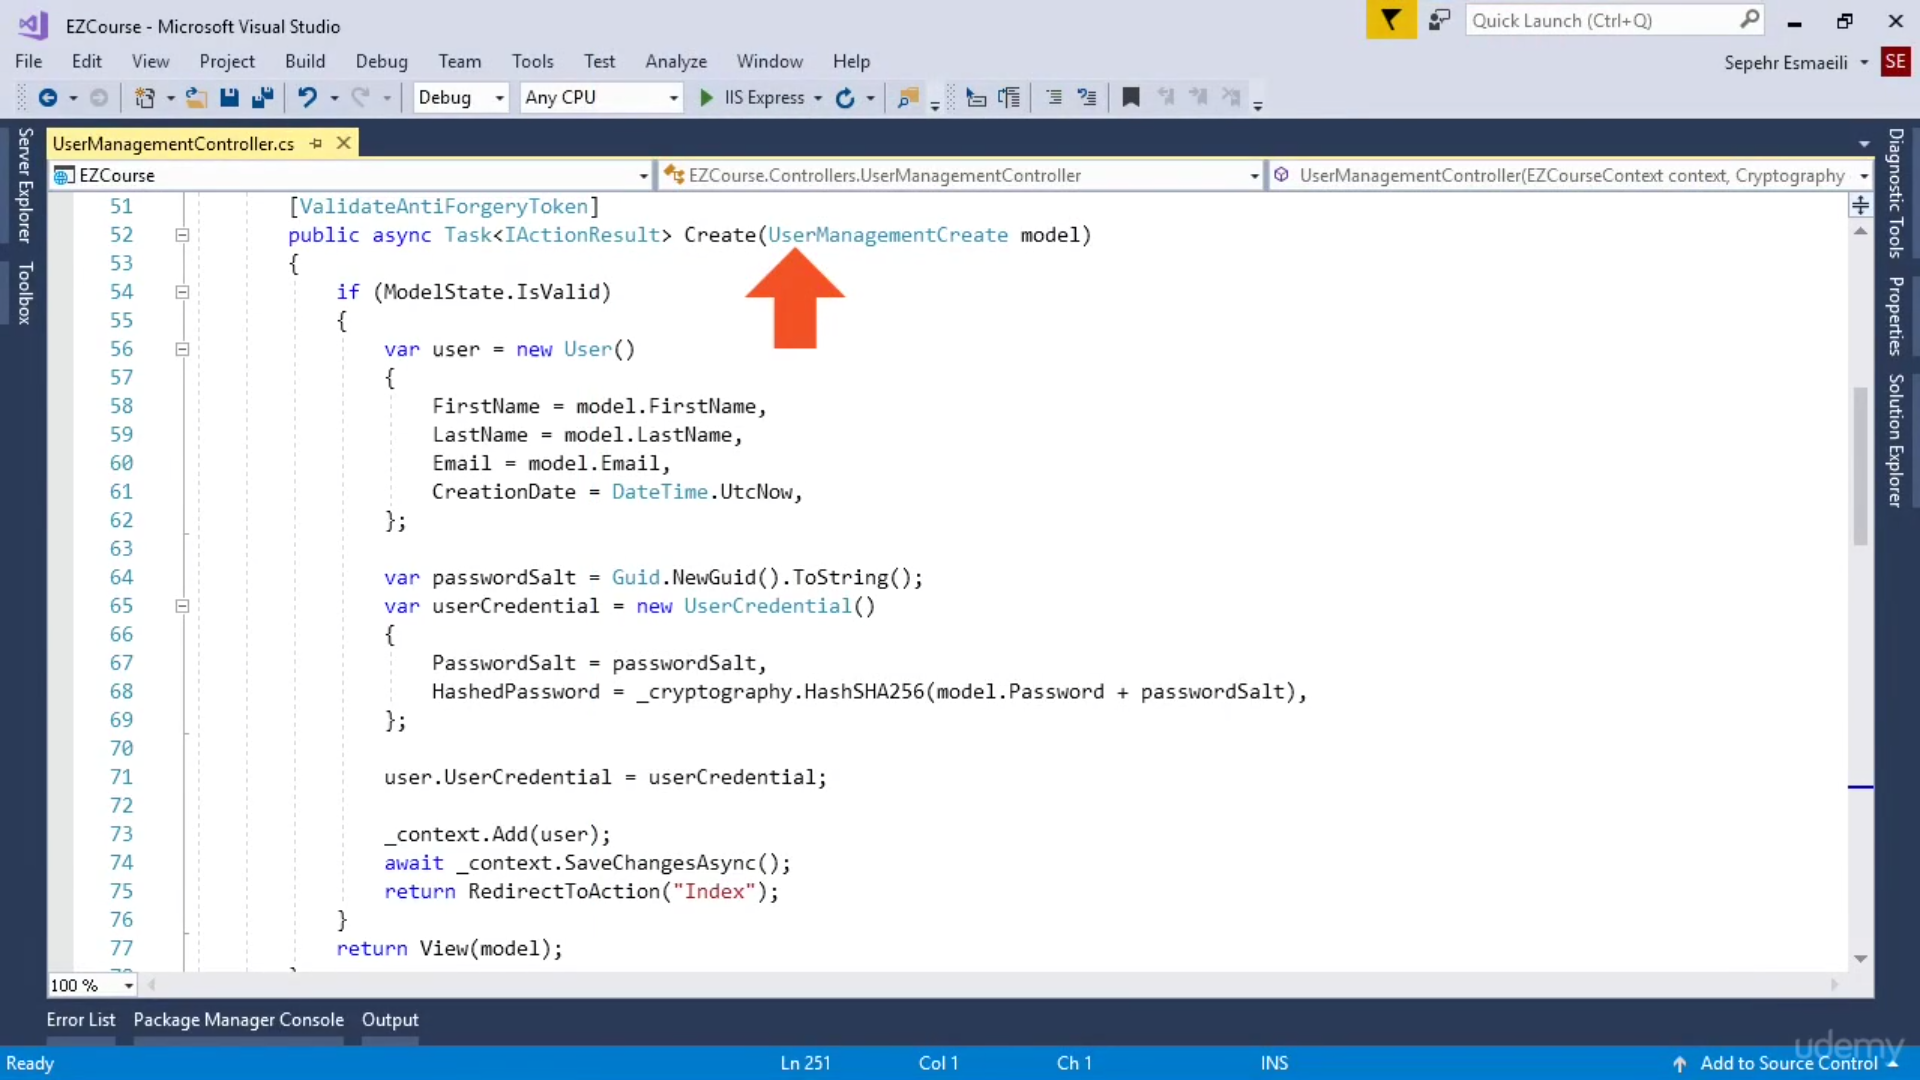 EZCourse - Microsoft Visual Studio
Quick Launch (Ctrl+Q)
File Edit View Project Build Debug Team Tools Test Analyze Window Help
Sepehr Esmaeili SE
Debug Any CPU IIS Express
Server Explorer
Toolbox
UserManagementController.cs
EZCourse EZCourse.Controllers.UserManagementController UserManagementController(EZCourseContext context, Cryptography
Diagnostic Tools
Properties
Solution Explorer
51 [ValidateAntiForgeryToken]
52 public async Task<IActionResult> Create(UserManagementCreate model)
53 {
54 if (ModelState.IsValid)
55 {
56 var user = new User()
57 {
58 FirstName = model.FirstName,
59 LastName = model.LastName,
60 Email = model.Email,
61 CreationDate = DateTime.UtcNow,
62 };
63
64 var passwordSalt = Guid.NewGuid().ToString();
65 var userCredential = new UserCredential()
66 {
67 PasswordSalt = passwordSalt,
68 HashedPassword = _cryptography.HashSHA256(model.Password + passwordSalt),
69 };
70
71 user.UserCredential = userCredential;
72
73 _context.Add(user);
74 await _context.SaveChangesAsync();
75 return RedirectToAction("Index");
76 }
77 return View(model);
100 %
Error List Package Manager Console Output
Ready Ln 251 Col 1 Ch 1 INS Add to Source Control
udemy